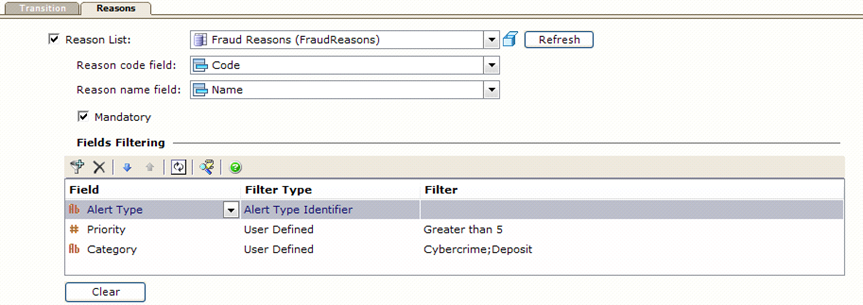 Transition Reasons
Reason List: Fraud Reasons (FraudReasons) Refresh
Reason code field: Code
Reason name field: Name
Mandatory
Fields Filtering
Field Filter Type Filter
Alert Type Alert Type Identifier
Priority User Defined Greater than 5
Category User Defined Cybercrime;Deposit
Clear